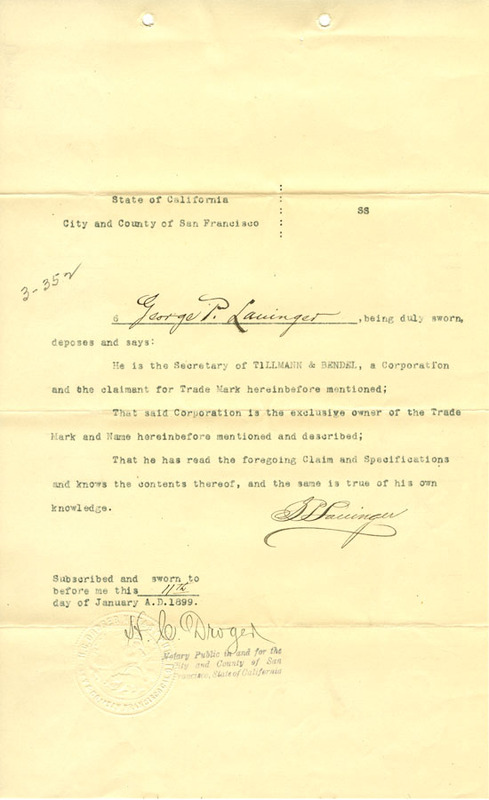 State of California
SS
City and County of San Francisco
3-352
6 George P. Lauinger, being duly sworn,
deposes and says:
He is the Secretary of TILLMANN & BENDEL, a Corporation
and the claimant for Trade Mark hereinbefore mentioned;
That said Corporation is the exclusive owner of the Trade
Mark and Name hereinbefore mentioned and described;
That he has read the foregoing Claim and Specifications
and knows the contents thereof, and the same is true of his own
knowledge.
G P Lauinger
Subscribed and sworn to
before me this 11th
day of January A.D.1899.
H. C. Droger
Notary Public in and for the
City and County of San
Francisco, State of California